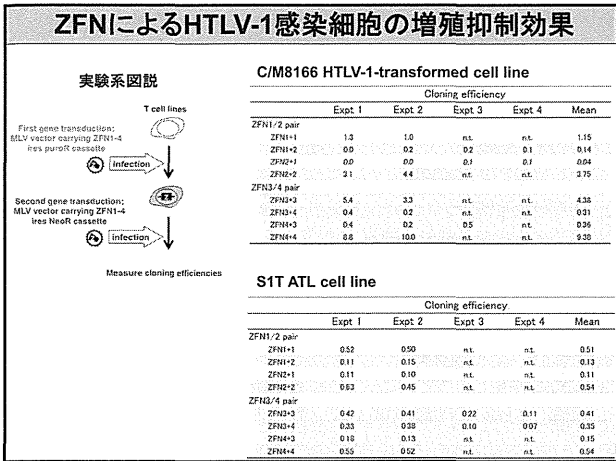 ZFNによるHTLV-1感染細胞の増殖抑制効果
実験系図説
T cell lines
First gene transduction;
MLV vector carrying ZFN1-4
ires puroR cassette
infection
Second gene transduction;
MLV vector carrying ZFN1-4
ires NeoR cassette
infection
Measure cloning efficiencies
C/M8166 HTLV-1-transformed cell line
Cloning efficiency
Expt 1 Expt 2 Expt 3 Expt 4 Mean
ZFN1/2 pair
ZFN1+1 1.3 1.0 n.t. n.t. 1.15
ZFN1+2 0.2 0.2 0.1 0.14
ZFN2+1 0.0 0.0 0.1 0.1 0.04
ZFN2+2 3.1 4.4 n.t. n.t. 3.75
ZFN3/4 pair
ZFN3+3 5.4 3.3 n.t. n.t. 4.38
ZFN3+4 0.4 0.2 n.t. n.t. 0.31
ZFN4+3 0.4 0.2 0.5 n.t. 0.36
ZFN4+4 8.8 10.0 n.t. n.t. 9.38
S1T ATL cell line
Cloning efficiency
Expt 1 Expt 2 Expt 3 Expt 4 Mean
ZFN1/2 pair
ZFN1+1 0.52 0.50 n.t. n.t. 0.51
ZFN1+2 0.11 0.15 n.t. n.t. 0.13
ZFN2+1 0.11 0.10 n.t. n.t. 0.11
ZFN2+2 0.63 0.45 n.t. n.t. 0.54
ZFN3/4 pair
ZFN3+3 0.42 0.41 0.22 0.11 0.41
ZFN3+4 0.33 0.38 0.10 0.07 0.35
ZFN4+3 0.18 0.13 n.t. n.t. 0.15
ZFN4+4 0.55 0.52 n.t. n.t. 0.54